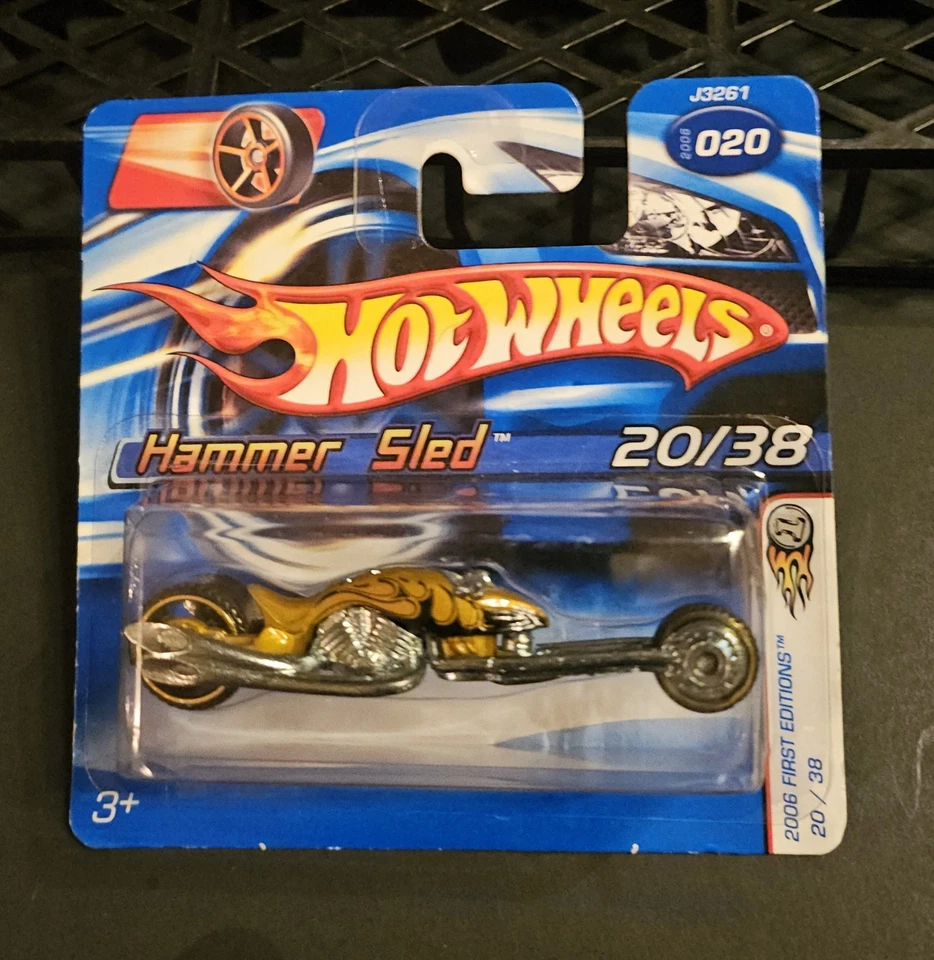 J3261
2006 020
HOT WHEELS®
Hammer Sled™ 20/38
2006 FIRST EDITIONS™
20 / 38
3+